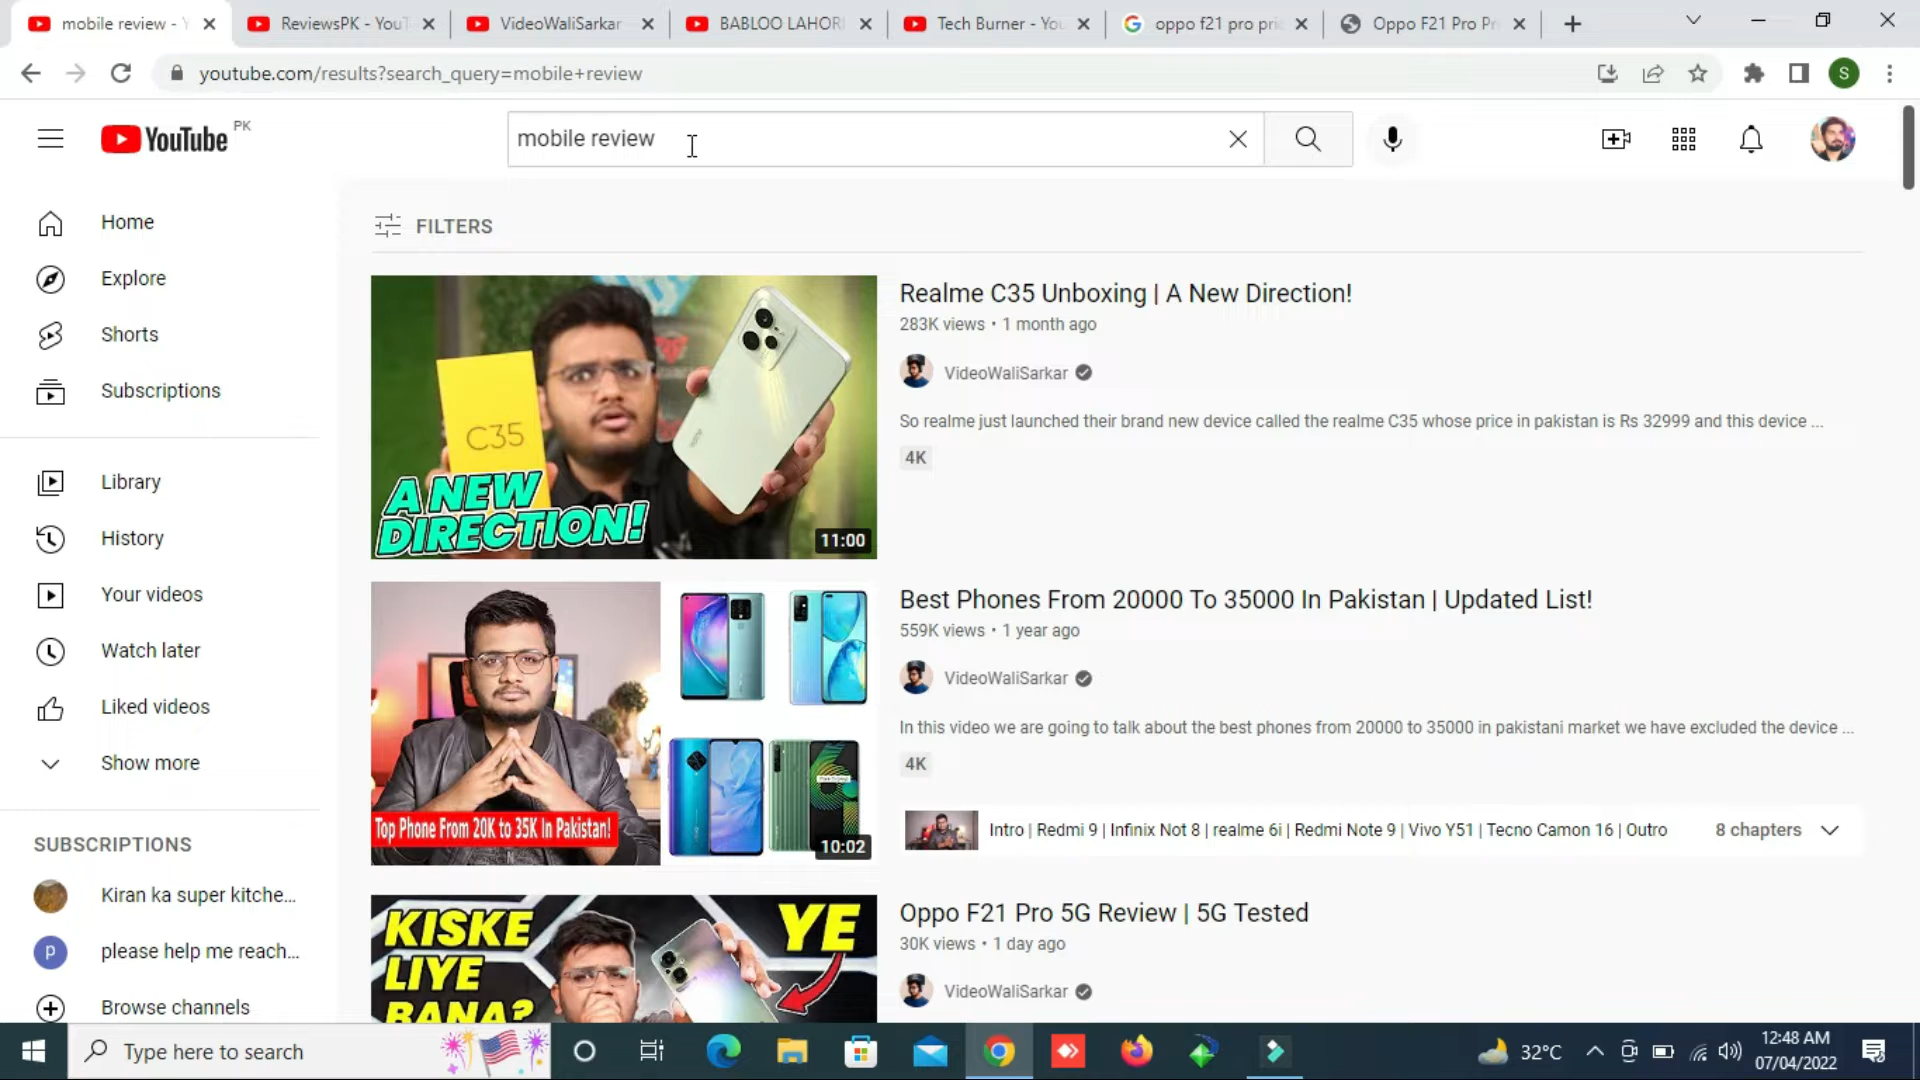 mobile review - Y
ReviewsPK - YouT
VideoWaliSarkar
BABLOO LAHORI
Tech Burner - You
oppo f21 pro pric
Oppo F21 Pro Pr
youtube.com/results?search_query=mobile+review
S
YouTube PK
mobile review
Home
Explore
Shorts
Subscriptions
Library
History
Your videos
Watch later
Liked videos
Show more
SUBSCRIPTIONS
Kiran ka super kitche...
P please help me reach...
Browse channels
FILTERS
C35
realme
A NEW
DIRECTION!
11:00
Realme C35 Unboxing | A New Direction!
283K views • 1 month ago
VideoWaliSarkar
So realme just launched their brand new device called the realme C35 whose price in pakistan is Rs 32999 and this device ...
4K
Top Phone From 20K to 35K In Pakistan!
10:02
Best Phones From 20000 To 35000 In Pakistan | Updated List!
559K views • 1 year ago
VideoWaliSarkar
In this video we are going to talk about the best phones from 20000 to 35000 in pakistani market we have excluded the device ...
4K
Intro | Redmi 9 | Infinix Not 8 | realme 6i | Redmi Note 9 | Vivo Y51 | Tecno Camon 16 | Outro
8 chapters
KISKE
LIYE
BANA?
YE
Oppo F21 Pro 5G Review | 5G Tested
30K views • 1 day ago
VideoWaliSarkar
Type here to search
32°C
12:48 AM
07/04/2022